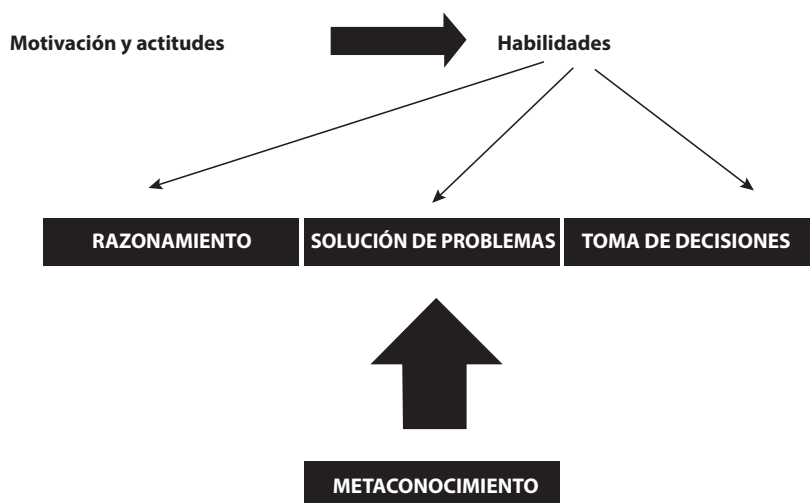 Motivación y actitudes
Habilidades
RAZONAMIENTO
SOLUCIÓN DE PROBLEMAS
TOMA DE DECISIONES
METACONOCIMIENTO